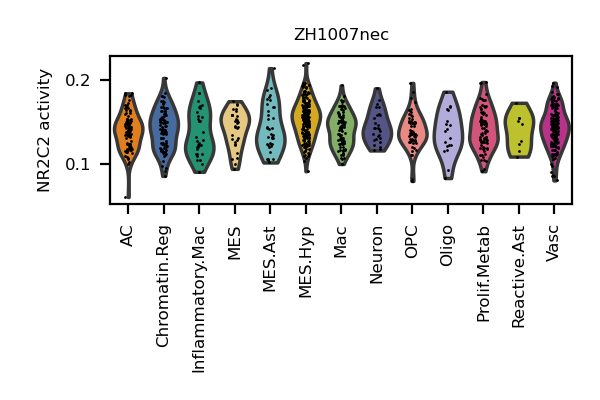 ZH1007nec
NR2C2 activity
0.2
0.1
AC
Chromatin.Reg
Inflammatory.Mac
MES
MES.Ast
MES.Hyp
Mac
Neuron
OPC
Oligo
Prolif.Metab
Reactive.Ast
Vasc